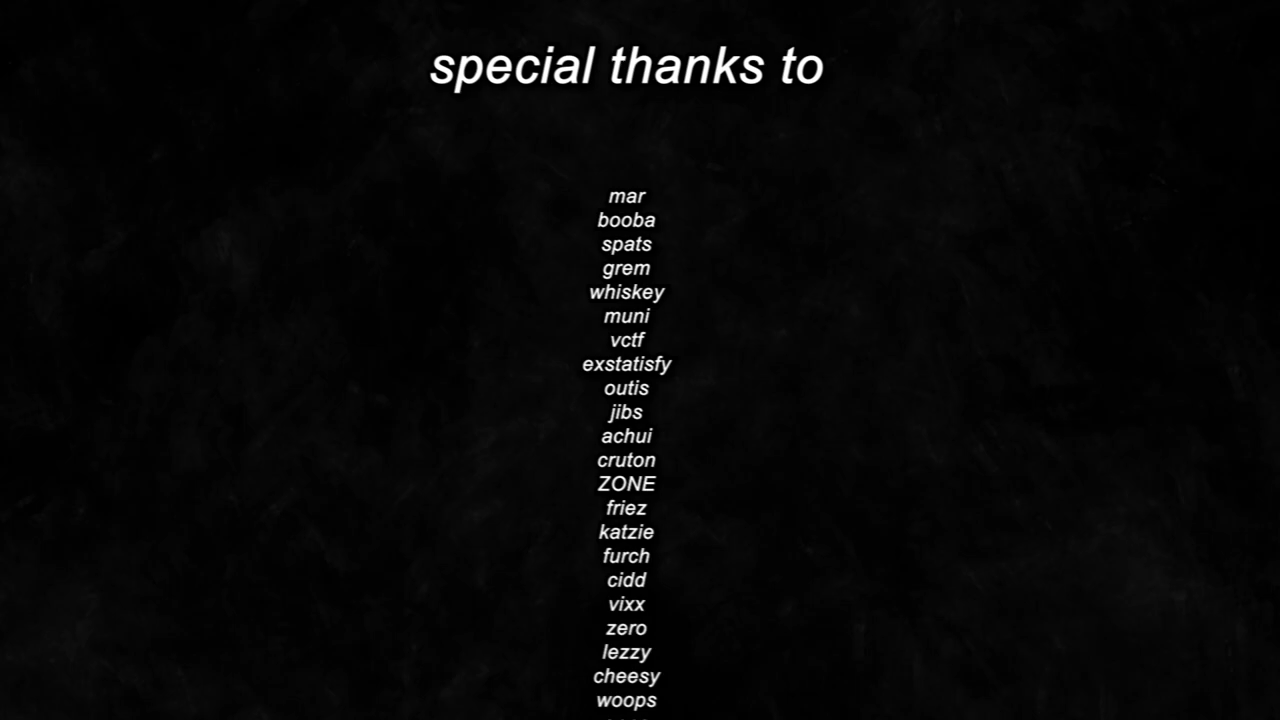 special thanks to
mar
booba
spats
grem
whiskey
muni
vctf
exstatisfy
outis
jibs
achui
cruton
ZONE
friez
katzie
furch
cidd
vixx
zero
lezzy
cheesy
woops